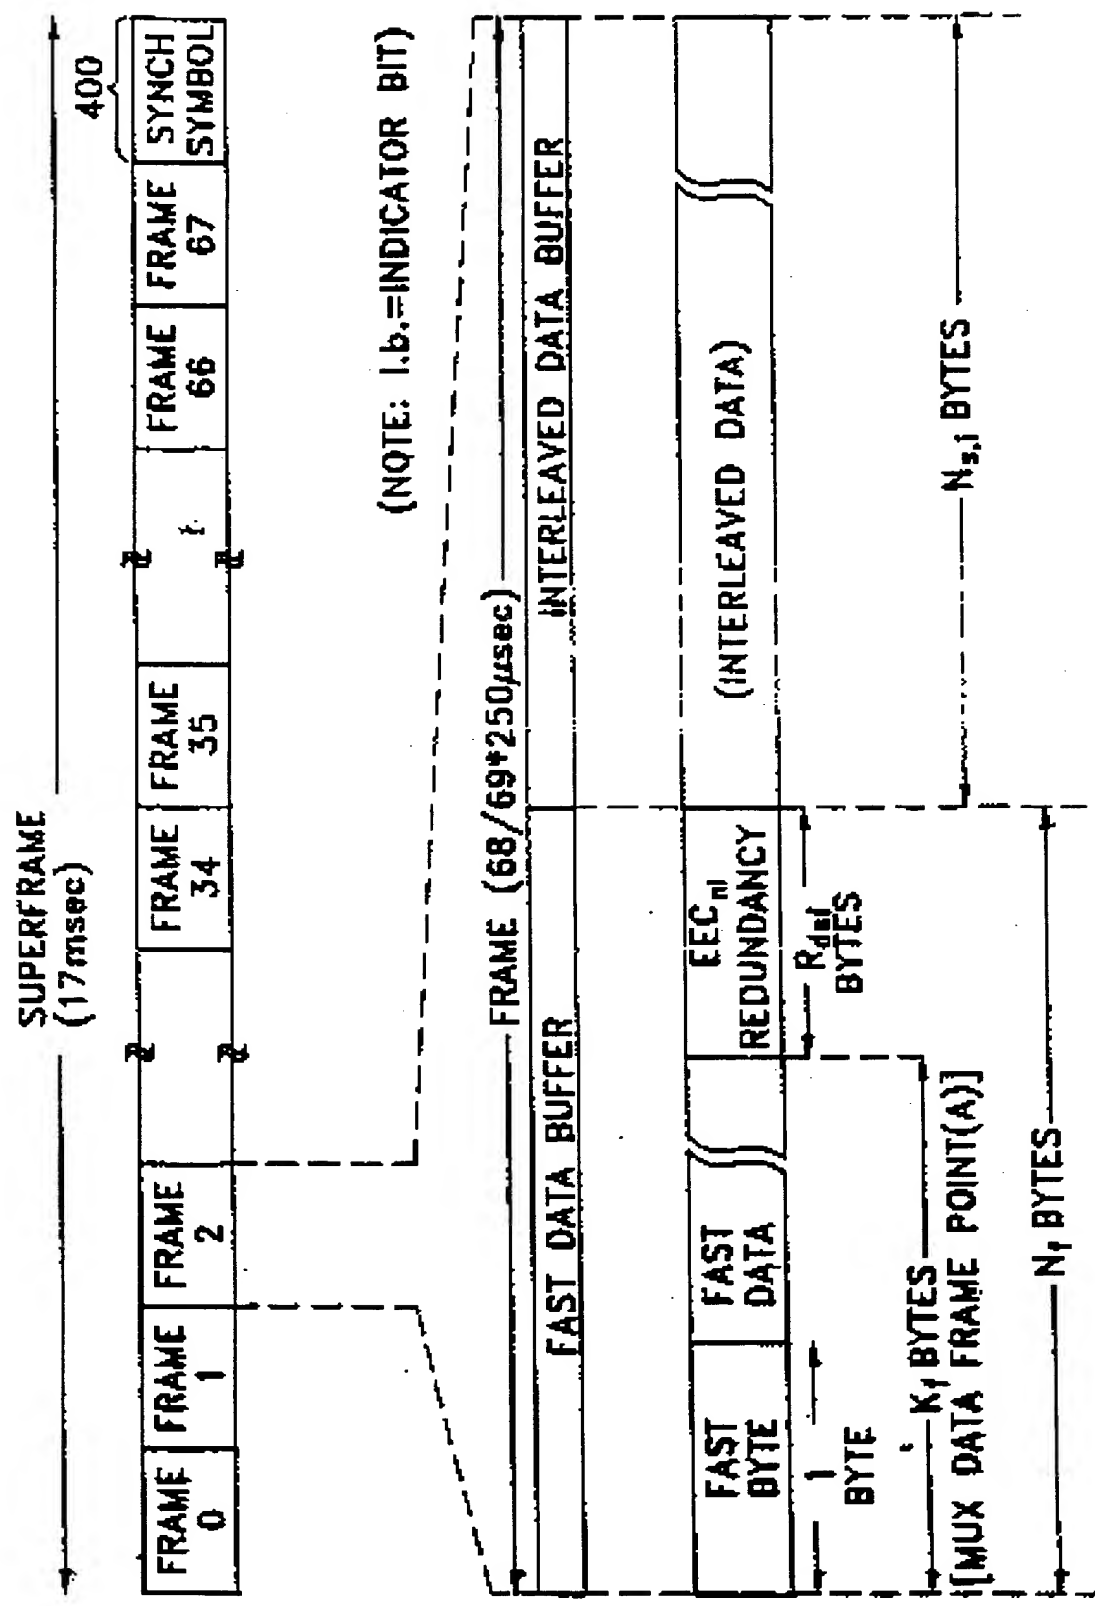 SUPERFRAME
(17msec)
400
FRAME
0
FRAME
1
FRAME
2
FRAME
34
FRAME
35
FRAME
66
FRAME
67
SYNCH
SYMBOL
(NOTE: I.b.=INDICATOR BIT)
FRAME (68/69*250μsec)
FAST DATA BUFFER
INTERLEAVED DATA BUFFER
FAST
BYTE
FAST
DATA
EEC nl
REDUNDANCY
(INTERLEAVED DATA)
1
BYTE
R dsl
BYTES
K f BYTES
[MUX DATA FRAME POINT(A)]
N s,i BYTES
N f BYTES